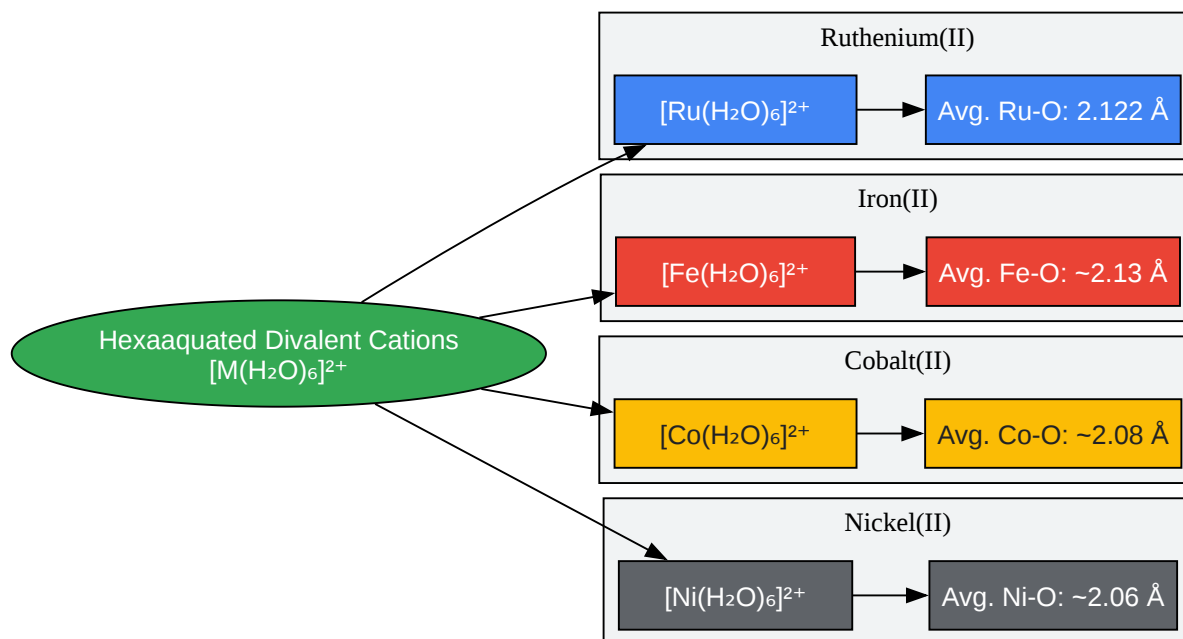 Ruthenium(II)
[Ru(H₂O)₆]²⁺
Avg. Ru-O: 2.122 Å
Iron(II)
[Fe(H₂O)₆]²⁺
Avg. Fe-O: ~2.13 Å
Hexaaquated Divalent Cations
[M(H₂O)₆]²⁺
Cobalt(II)
[Co(H₂O)₆]²⁺
Avg. Co-O: ~2.08 Å
Nickel(II)
[Ni(H₂O)₆]²⁺
Avg. Ni-O: ~2.06 Å